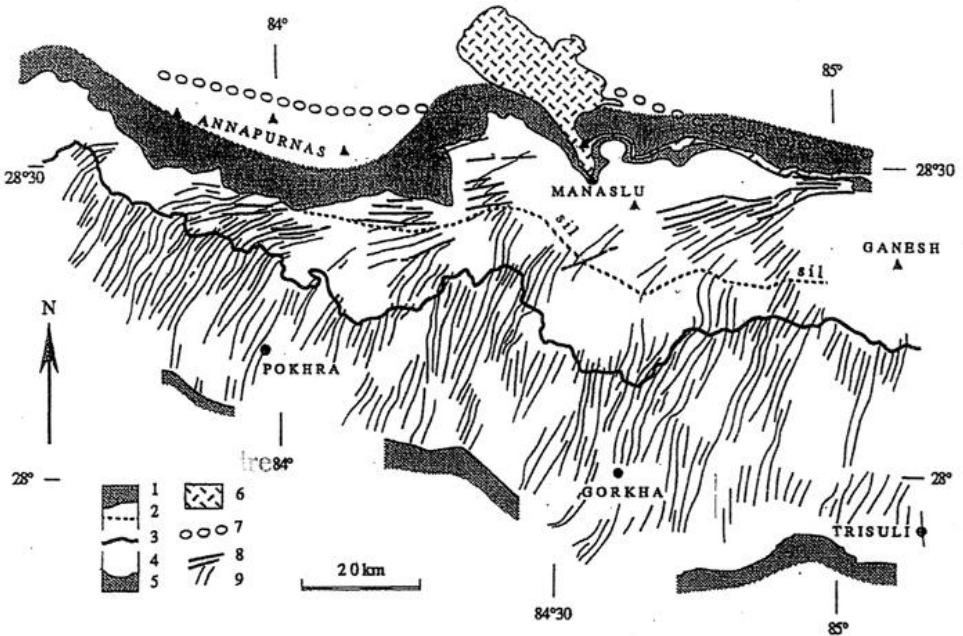 84°
85°
ANNAPURNAS
28°30
28°30
MANASLU
sil
GANESH
sil
N
POKHRA
tre
84°
28°
28°
1
2
3
4
5
6
7
8
9
GORKHA
TRISULI
20km
84°30
85°